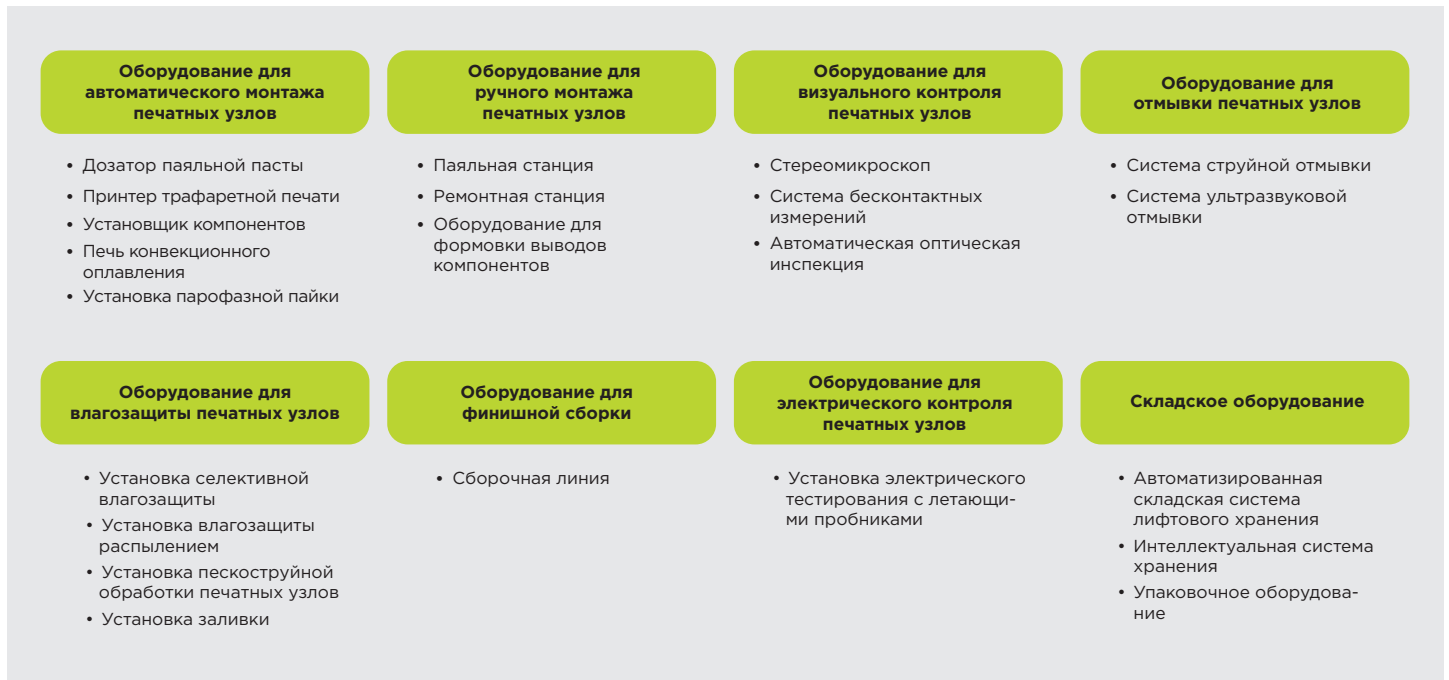 Оборудование для
автоматического монтажа
печатных узлов
• Дозатор паяльной пасты
• Принтер трафаретной печати
• Установщик компонентов
• Печь конвекционного
оплавления
• Установка парофазной пайки
Оборудование для
ручного монтажа
печатных узлов
• Паяльная станция
• Ремонтная станция
• Оборудование для
формовки выводов
компонентов
Оборудование для
визуального контроля
печатных узлов
• Стереомикроскоп
• Система бесконтактных
измерений
• Автоматическая оптическая
инспекция
Оборудование для
отмывки печатных узлов
• Система струйной отмывки
• Система ультразвуковой
отмывки
Оборудование для
влагозащиты печатных узлов
• Установка селективной
влагозащиты
• Установка влагозащиты
распылением
• Установка пескоструйной
обработки печатных узлов
• Установка заливки
Оборудование для
финишной сборки
• Сборочная линия
Оборудование для
электрического контроля
печатных узлов
• Установка электрического
тестирования с летающи-
ми пробниками
Складское оборудование
• Автоматизированная
складская система
лифтового хранения
• Интеллектуальная система
хранения
• Упаковочное оборудова-
ние